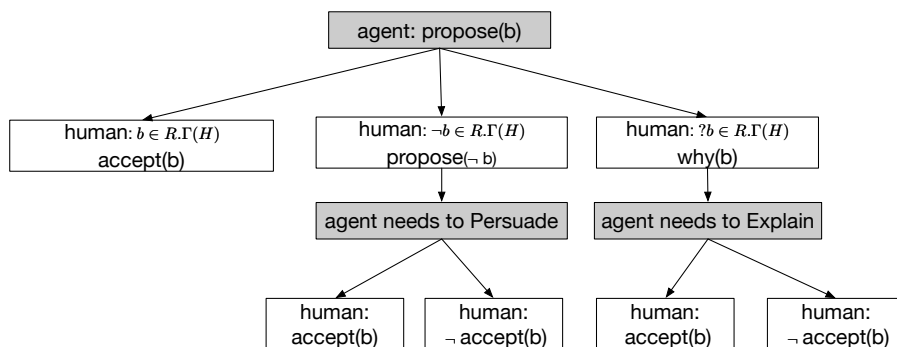 agent: propose(b)
human: b ∈ R.Γ(H)
accept(b)
human: ¬b ∈ R.Γ(H)
propose(¬ b)
human: ?b ∈ R.Γ(H)
why(b)
agent needs to Persuade
agent needs to Explain
human:
accept(b)
human:
¬ accept(b)
human:
accept(b)
human:
¬ accept(b)